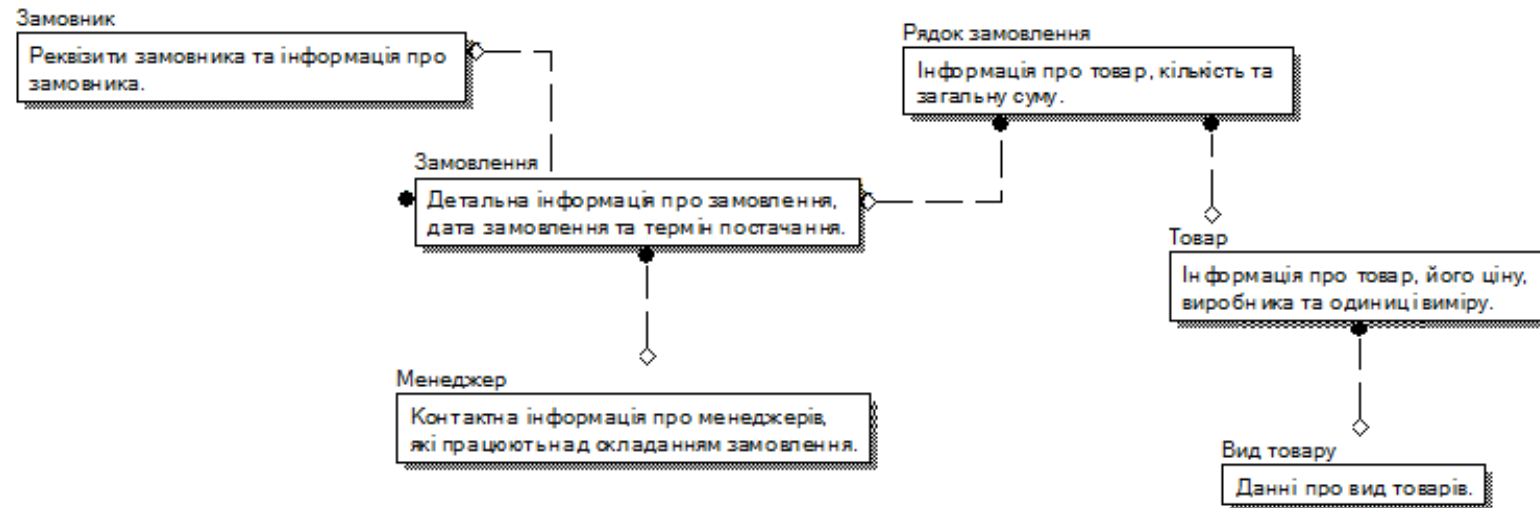 Замовник
Реквізити замовника та інформація про
замовника.
Рядок замовлення
Інформація про товар, кількість та
загальну суму.
Замовлення
Детальна інформація про замовлення,
дата замовлення та термін постачання.
Товар
Інформація про товар, його ціну,
виробника та одиниці виміру.
Менеджер
Контактна інформація про менеджерів,
які працюють над складанням замовлення.
Вид товару
Данні про вид товарів.